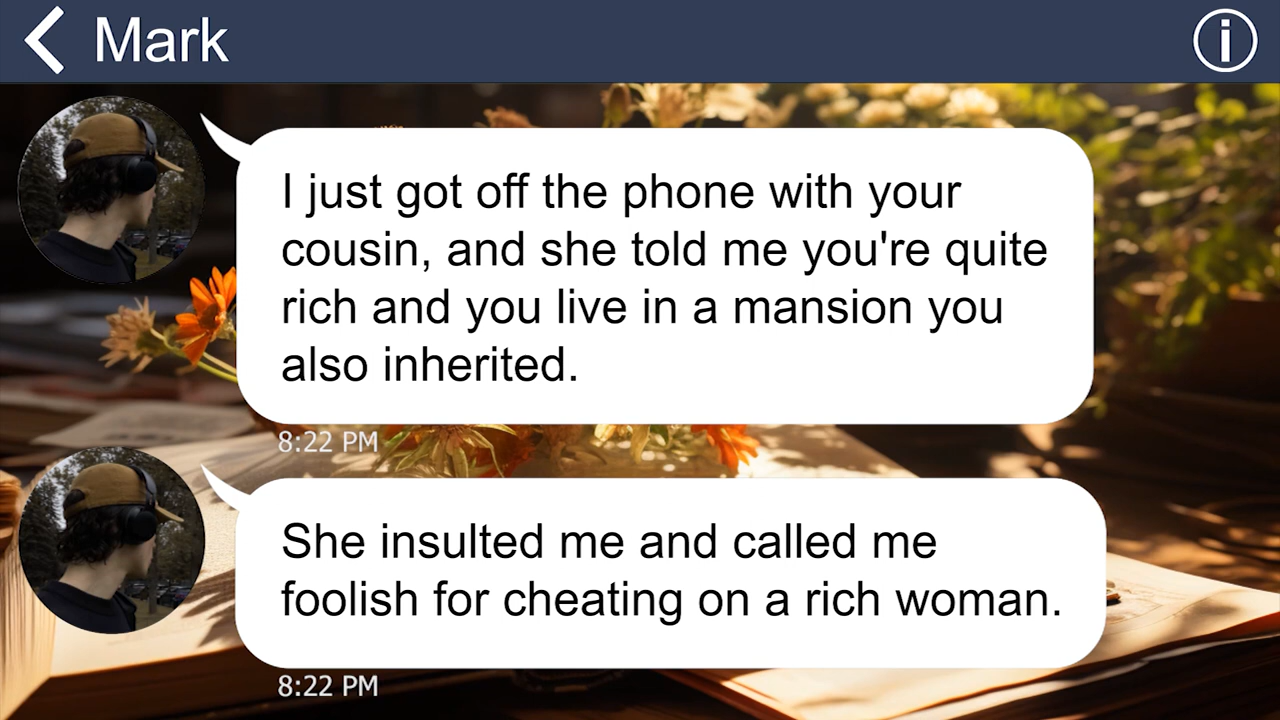 Mark
I just got off the phone with your
cousin, and she told me you're quite
rich and you live in a mansion you
also inherited.
8:22 PM
She insulted me and called me
foolish for cheating on a rich woman.
8:22 PM